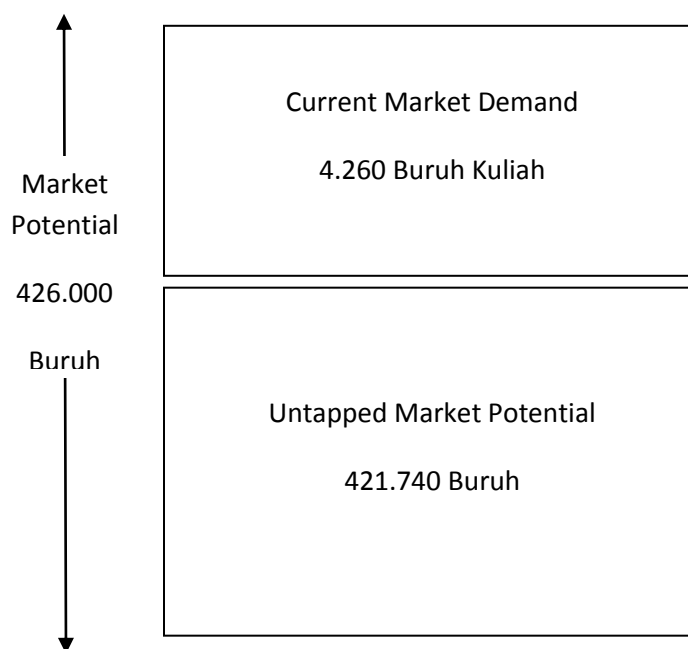 Current Market Demand
4.260 Buruh Kuliah
Market
Potential
426.000
Buruh
Untapped Market Potential
421.740 Buruh